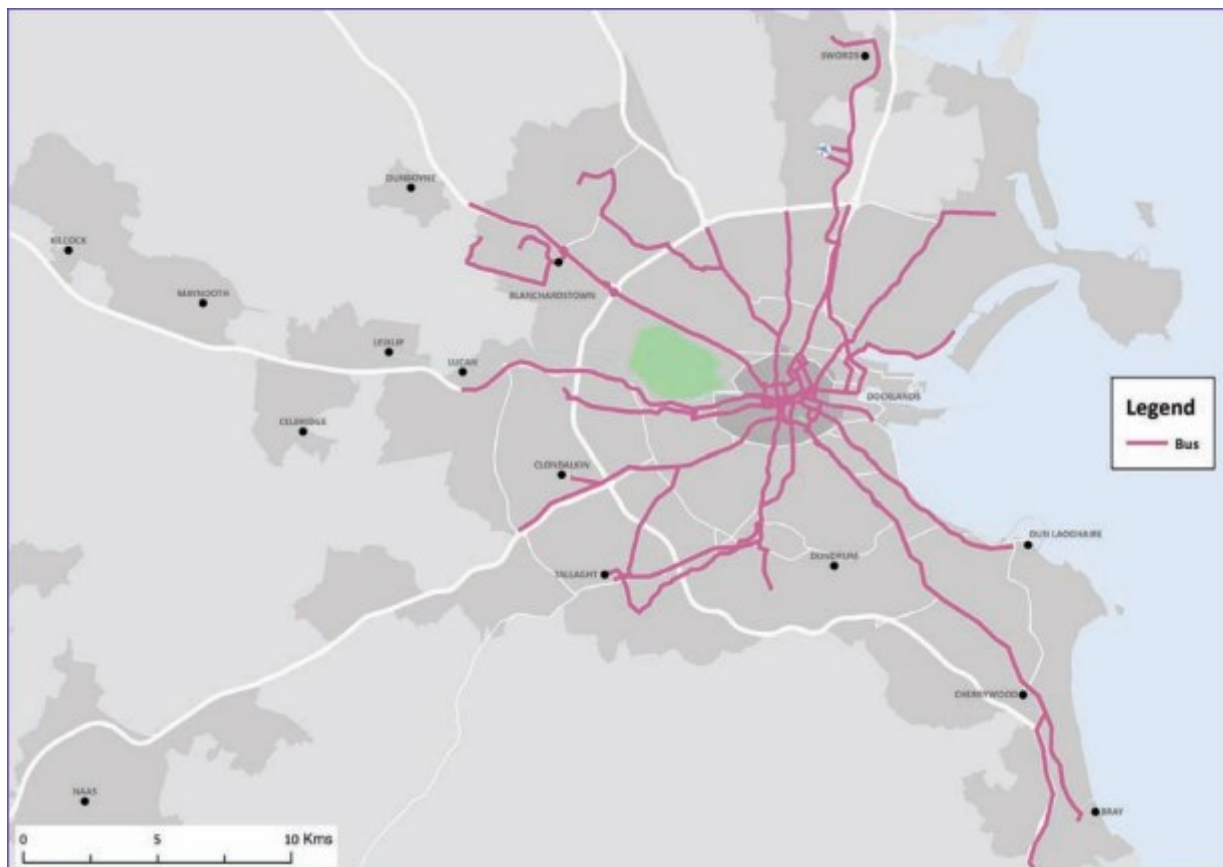 SWORDS
DUNBOYNE
KILCOCK
BLANCHARDSTOWN
MAYNOOTH
LEIXLIP
LUCAN
DOCKLANDS
Legend
Bus
CELBRIDGE
CLONDALKIN
DUN LAOGHAIRE
DUNDRUM
TALLAGHT
CHERRYWOOD
NAAS
BRAY
0 5 10 Kms